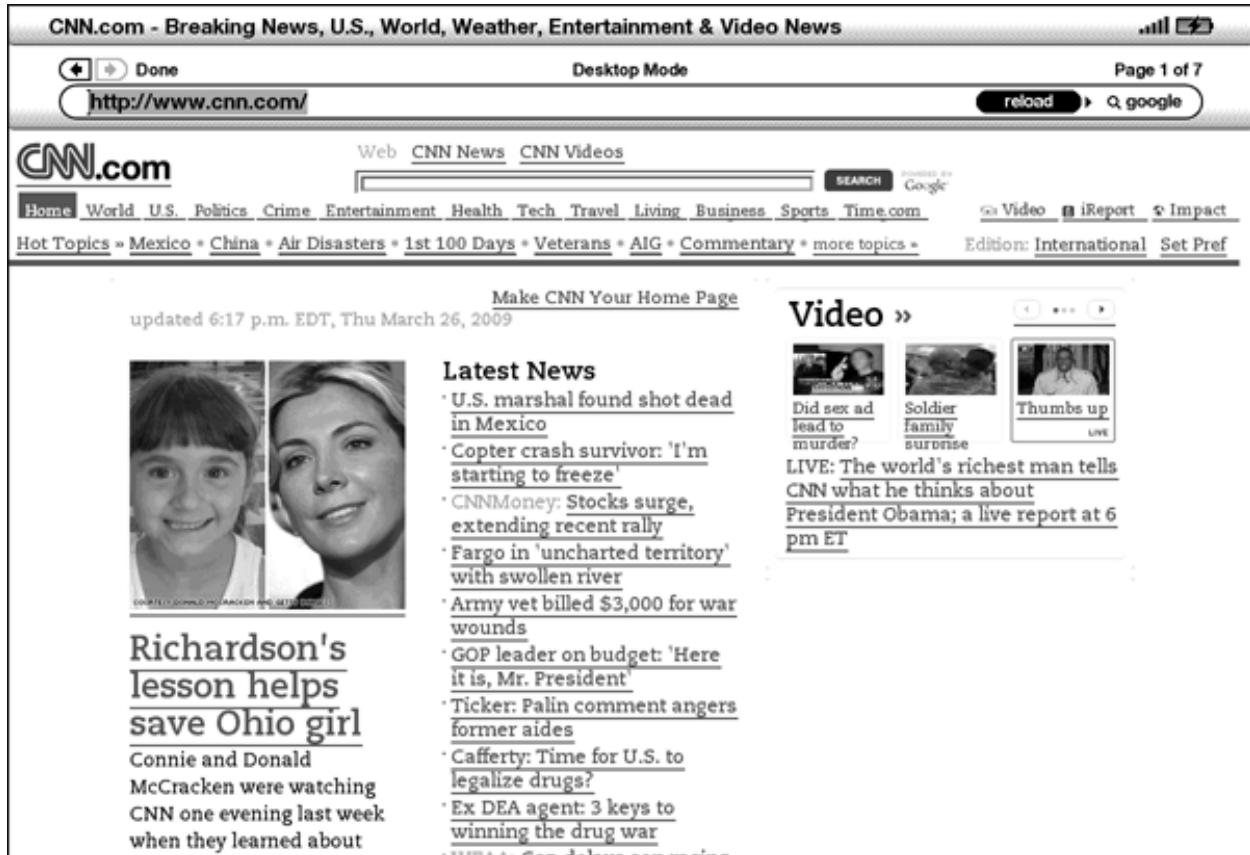 CNN.com - Breaking News, U.S., World, Weather, Entertainment & Video News
Done
Desktop Mode
Page 1 of 7
http://www.cnn.com/
reload
google
CNN.com
Web CNN News CNN Videos
SEARCH
POWERED BY
Google
Home World U.S. Politics Crime Entertainment Health Tech Travel Living Business Sports Time.com
Video iReport Impact
Hot Topics » Mexico • China • Air Disasters • 1st 100 Days • Veterans • AIG • Commentary • more topics »
Edition: International Set Pref
Make CNN Your Home Page
updated 6:17 p.m. EDT, Thu March 26, 2009
COURTESY DONALD MCCRACKEN AND GETTY IMAGES
Richardson's
lesson helps
save Ohio girl
Connie and Donald
McCracken were watching
CNN one evening last week
when they learned about
Latest News
U.S. marshal found shot dead
in Mexico
Copter crash survivor: 'I'm
starting to freeze'
CNNMoney: Stocks surge,
extending recent rally
Fargo in 'uncharted territory'
with swollen river
Army vet billed $3,000 for war
wounds
GOP leader on budget: 'Here
it is, Mr. President'
Ticker: Palin comment angers
former aides
Cafferty: Time for U.S. to
legalize drugs?
Ex DEA agent: 3 keys to
winning the drug war
Video »
Did sex ad
lead to
murder?
Soldier
family
surprise
Thumbs up
LIVE
LIVE: The world's richest man tells
CNN what he thinks about
President Obama; a live report at 6
pm ET